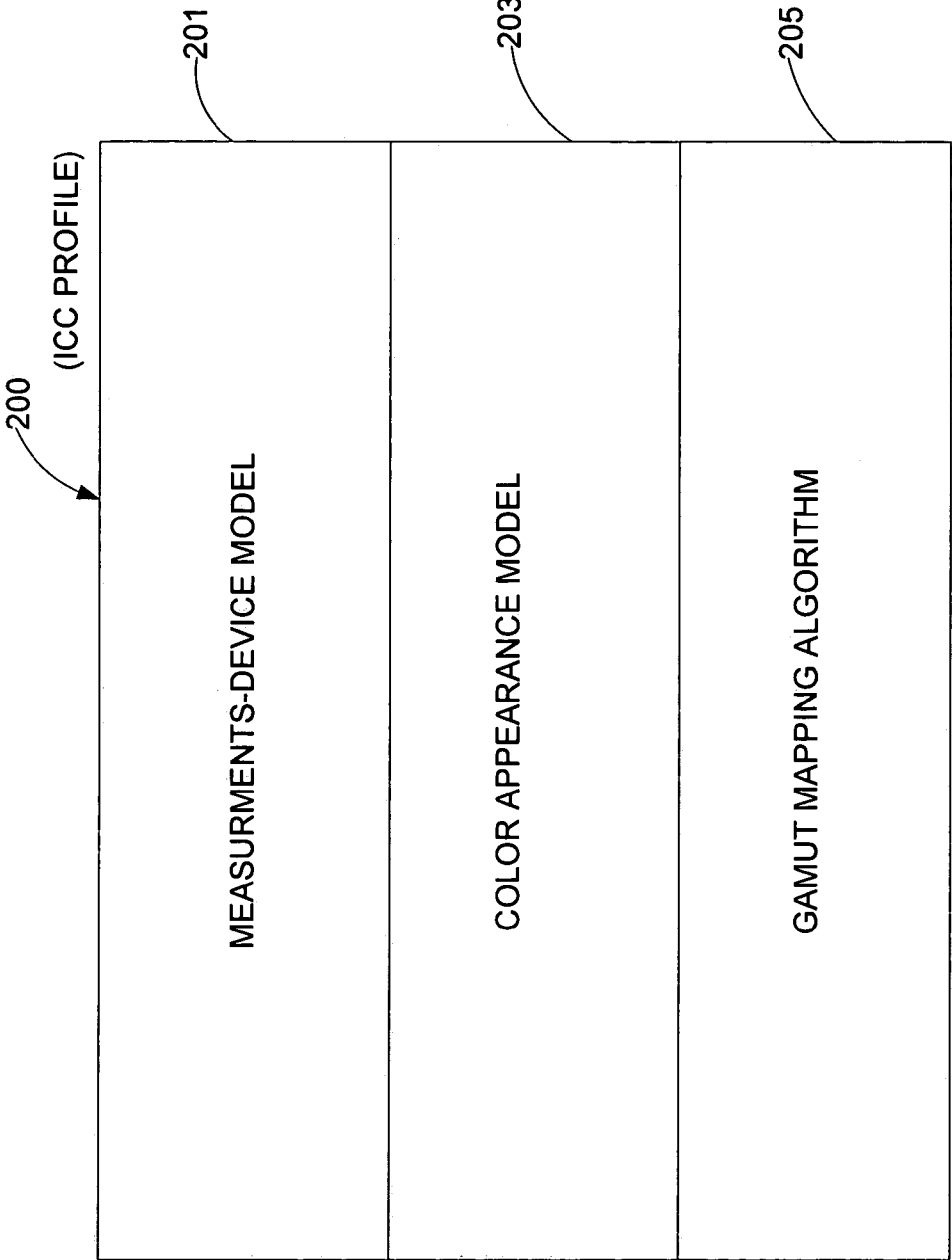 200
(ICC PROFILE)
MEASURMENTS-DEVICE MODEL
201
COLOR APPEARANCE MODEL
203
GAMUT MAPPING ALGORITHM
205